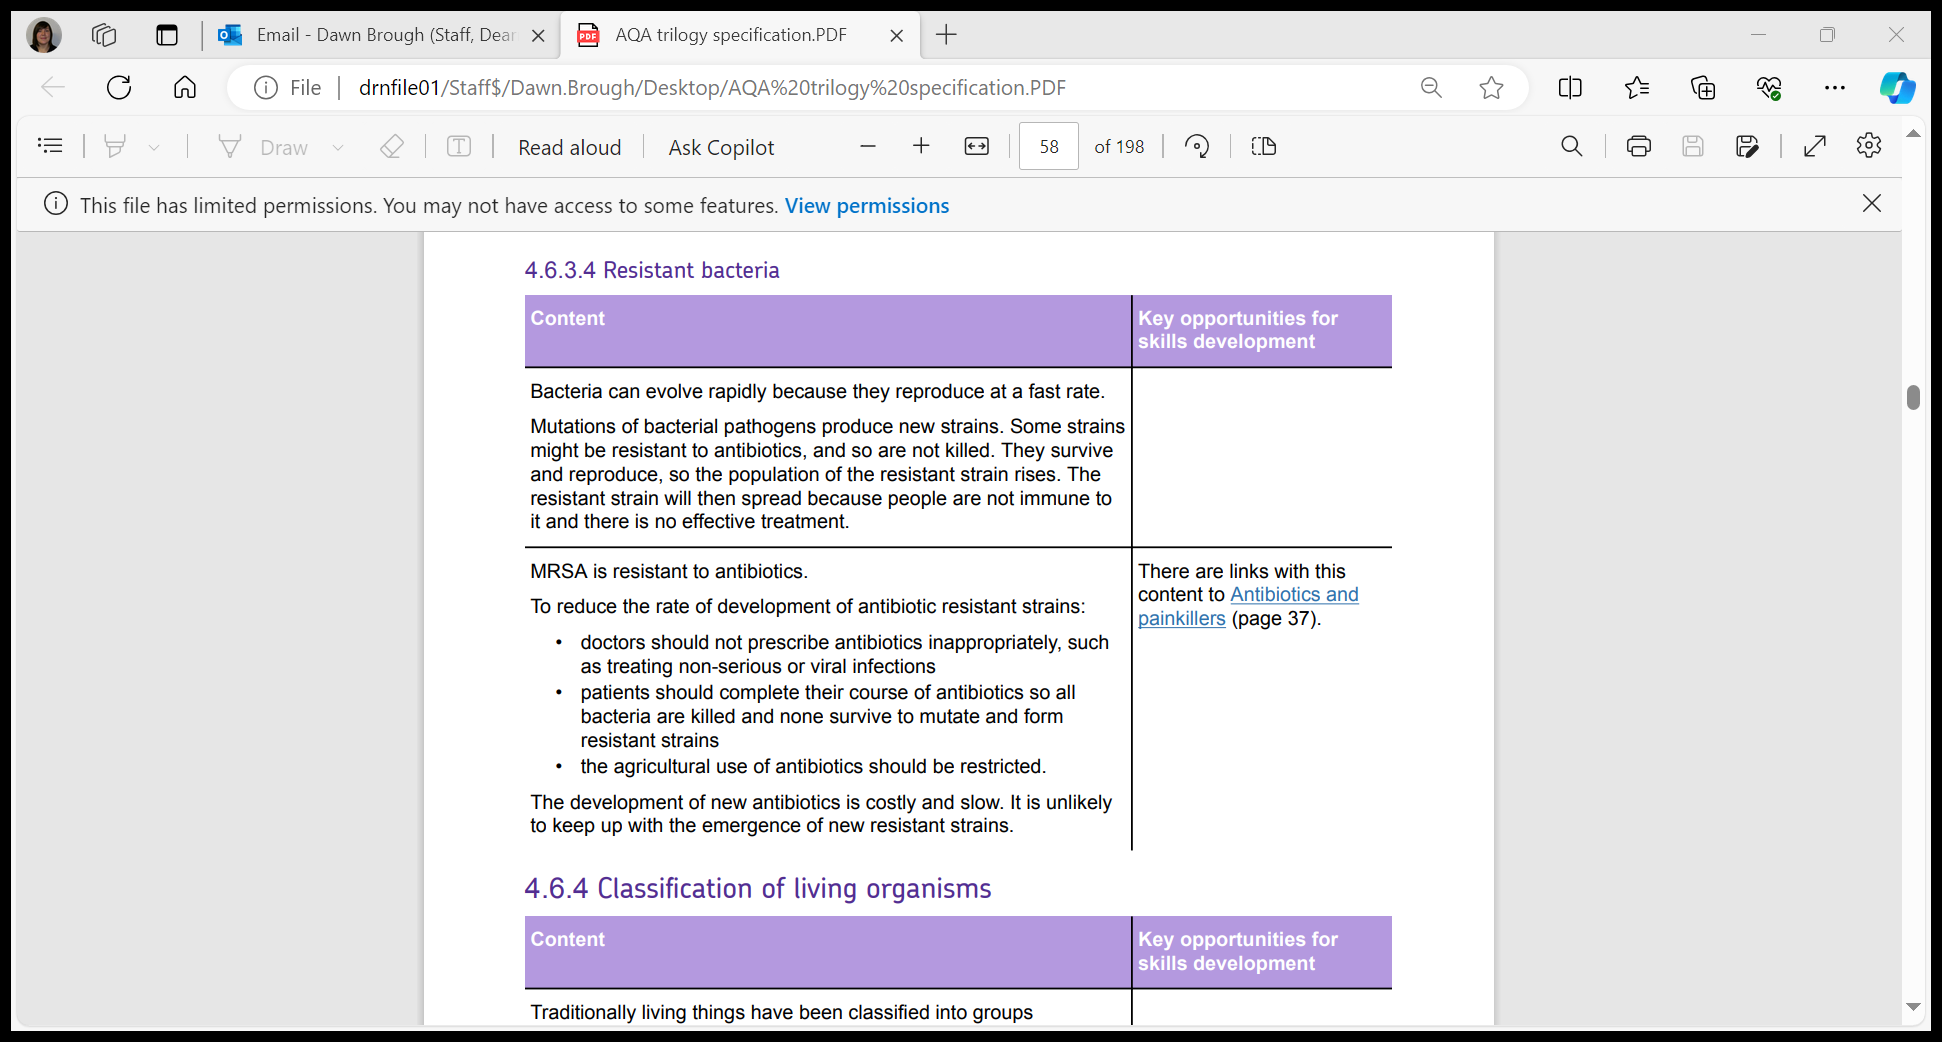 Email - Dawn Brough (Staff, Dear
AQA trilogy specification.PDF
File
drnfile01/Staff$/Dawn.Brough/Desktop/AQA%20trilogy%20specification.PDF
Draw
Read aloud
Ask Copilot
58
of 198
This file has limited permissions. You may not have access to some features. View permissions
4.6.3.4 Resistant bacteria
Content
Key opportunities for
skills development
Bacteria can evolve rapidly because they reproduce at a fast rate.
Mutations of bacterial pathogens produce new strains. Some strains
might be resistant to antibiotics, and so are not killed. They survive
and reproduce, so the population of the resistant strain rises. The
resistant strain will then spread because people are not immune to
it and there is no effective treatment.
MRSA is resistant to antibiotics.
To reduce the rate of development of antibiotic resistant strains:
• doctors should not prescribe antibiotics inappropriately, such
as treating non-serious or viral infections
• patients should complete their course of antibiotics so all
bacteria are killed and none survive to mutate and form
resistant strains
• the agricultural use of antibiotics should be restricted.
The development of new antibiotics is costly and slow. It is unlikely
to keep up with the emergence of new resistant strains.
There are links with this
content to Antibiotics and
painkillers (page 37).
4.6.4 Classification of living organisms
Content
Key opportunities for
skills development
Traditionally living things have been classified into groups